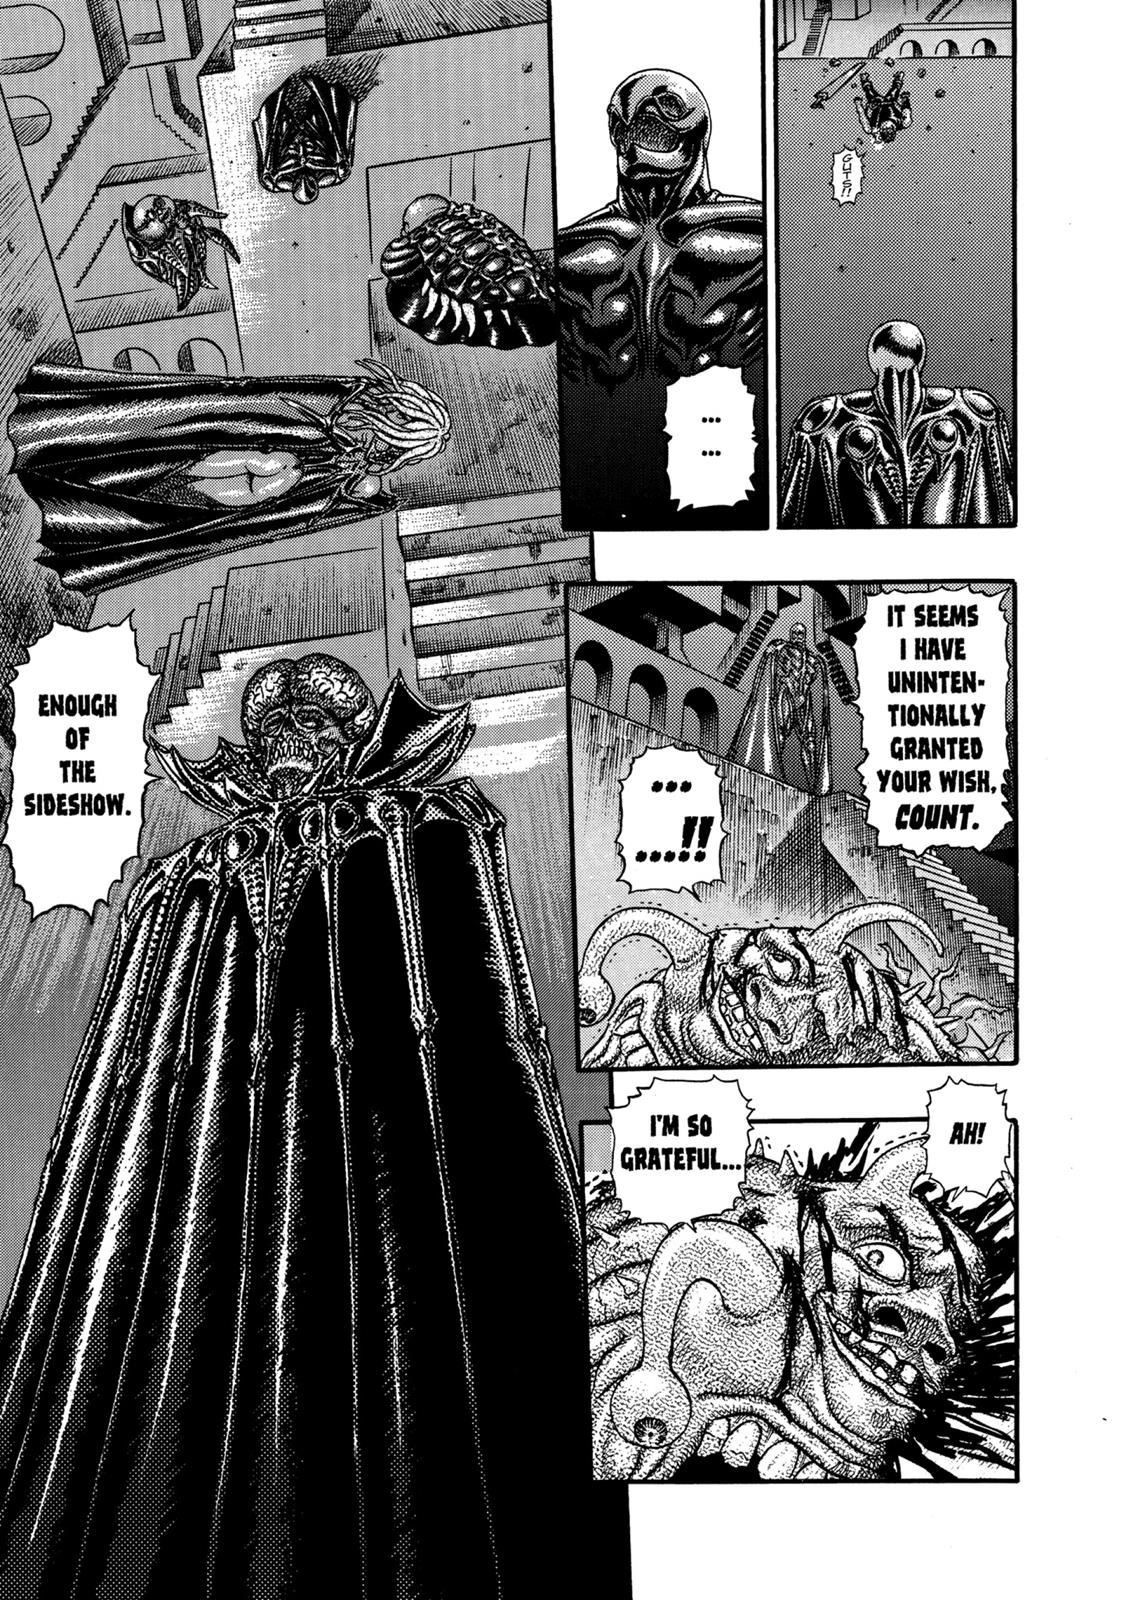 GUTS!!
...
...
IT SEEMS
I HAVE
UNINTEN-
TIONALLY
GRANTED
YOUR WISH,
COUNT.
...
.....!!
AH!
I'M SO
GRATEFUL...
ENOUGH
OF
THE
SIDESHOW.